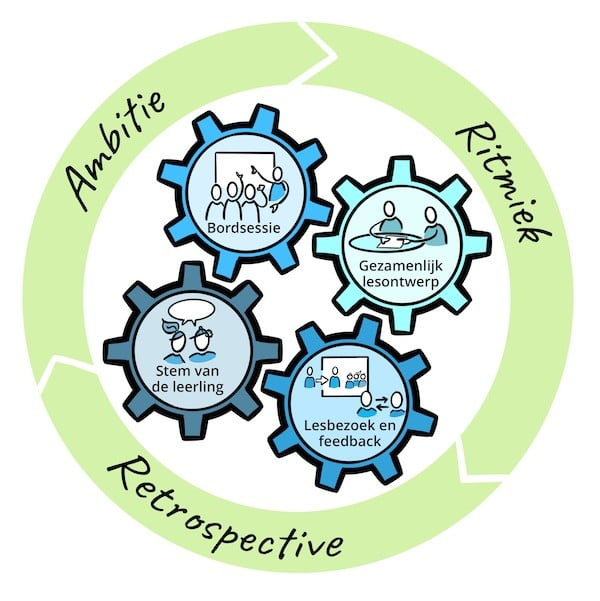 Ambitie
Ritmiek
Bordsessie
Gezamenlijk
lesontwerp
Stem van
de leerling
Lesbezoek en
feedback
Retrospective